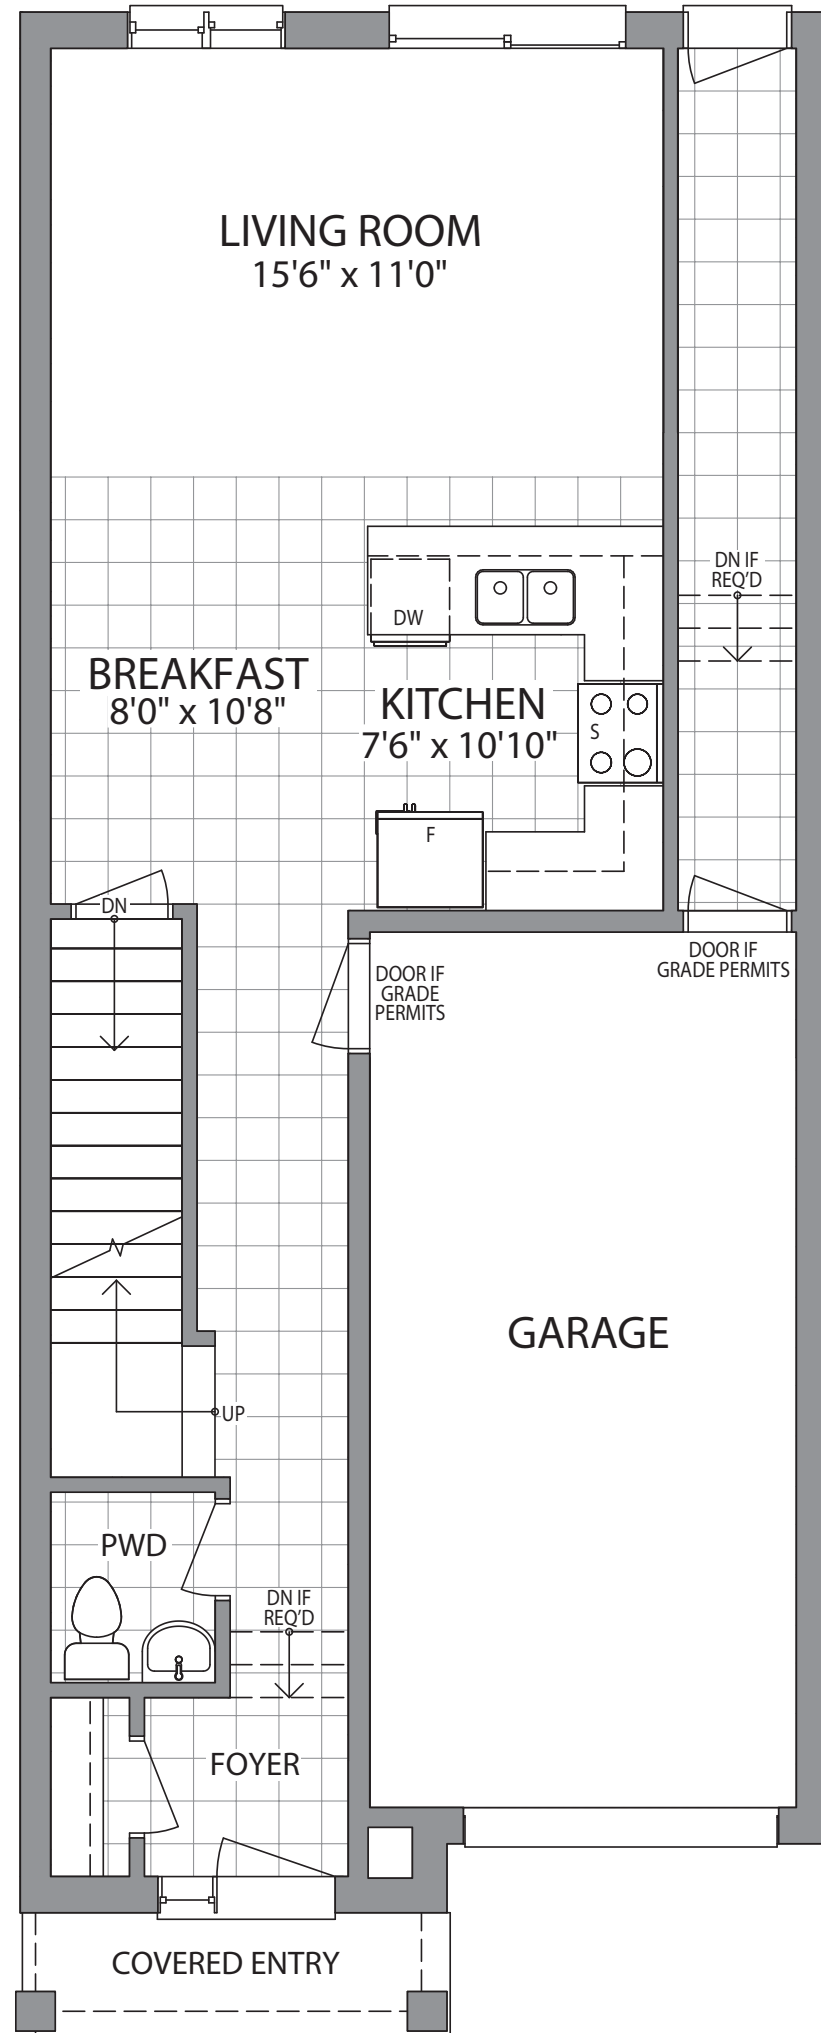 LIVING ROOM
15'6" x 11'0"
DN IF
REQ'D
DW
BREAKFAST
8'0" x 10'8"
KITCHEN
7'6" x 10'10"
S
F
DN
DOOR IF
GRADE PERMITS
DOOR IF
GRADE
PERMITS
GARAGE
UP
PWD
DN IF
REQ'D
FOYER
COVERED ENTRY